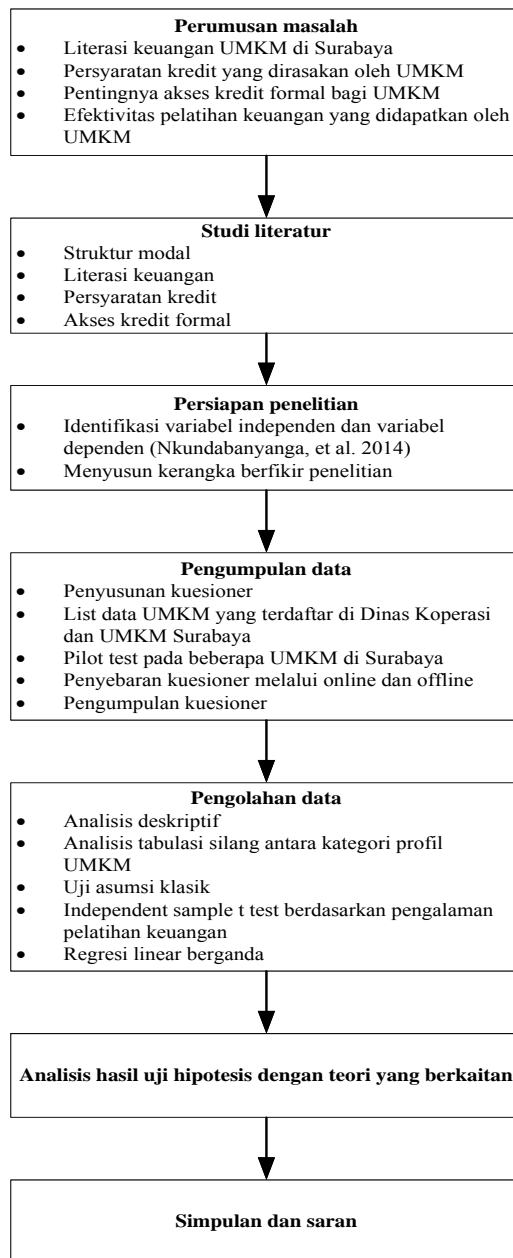 Perumusan masalah
• Literasi keuangan UMKM di Surabaya
• Persyaratan kredit yang dirasakan oleh UMKM
• Pentingnya akses kredit formal bagi UMKM
• Efektivitas pelatihan keuangan yang didapatkan oleh
UMKM
Studi literatur
• Struktur modal
• Literasi keuangan
• Persyaratan kredit
• Akses kredit formal
Persiapan penelitian
• Identifikasi variabel independen dan variabel
dependen (Nkundabanyanga, et al. 2014)
• Menyusun kerangka berfikir penelitian
Pengumpulan data
• Penyusunan kuesioner
• List data UMKM yang terdaftar di Dinas Koperasi
dan UMKM Surabaya
• Pilot test pada beberapa UMKM di Surabaya
• Penyebaran kuesioner melalui online dan offline
• Pengumpulan kuesioner
Pengolahan data
• Analisis deskriptif
• Analisis tabulasi silang antara kategori profil
UMKM
• Uji asumsi klasik
• Independent sample t test berdasarkan pengalaman
pelatihan keuangan
• Regresi linear berganda
Analisis hasil uji hipotesis dengan teori yang berkaitan
Simpulan dan saran